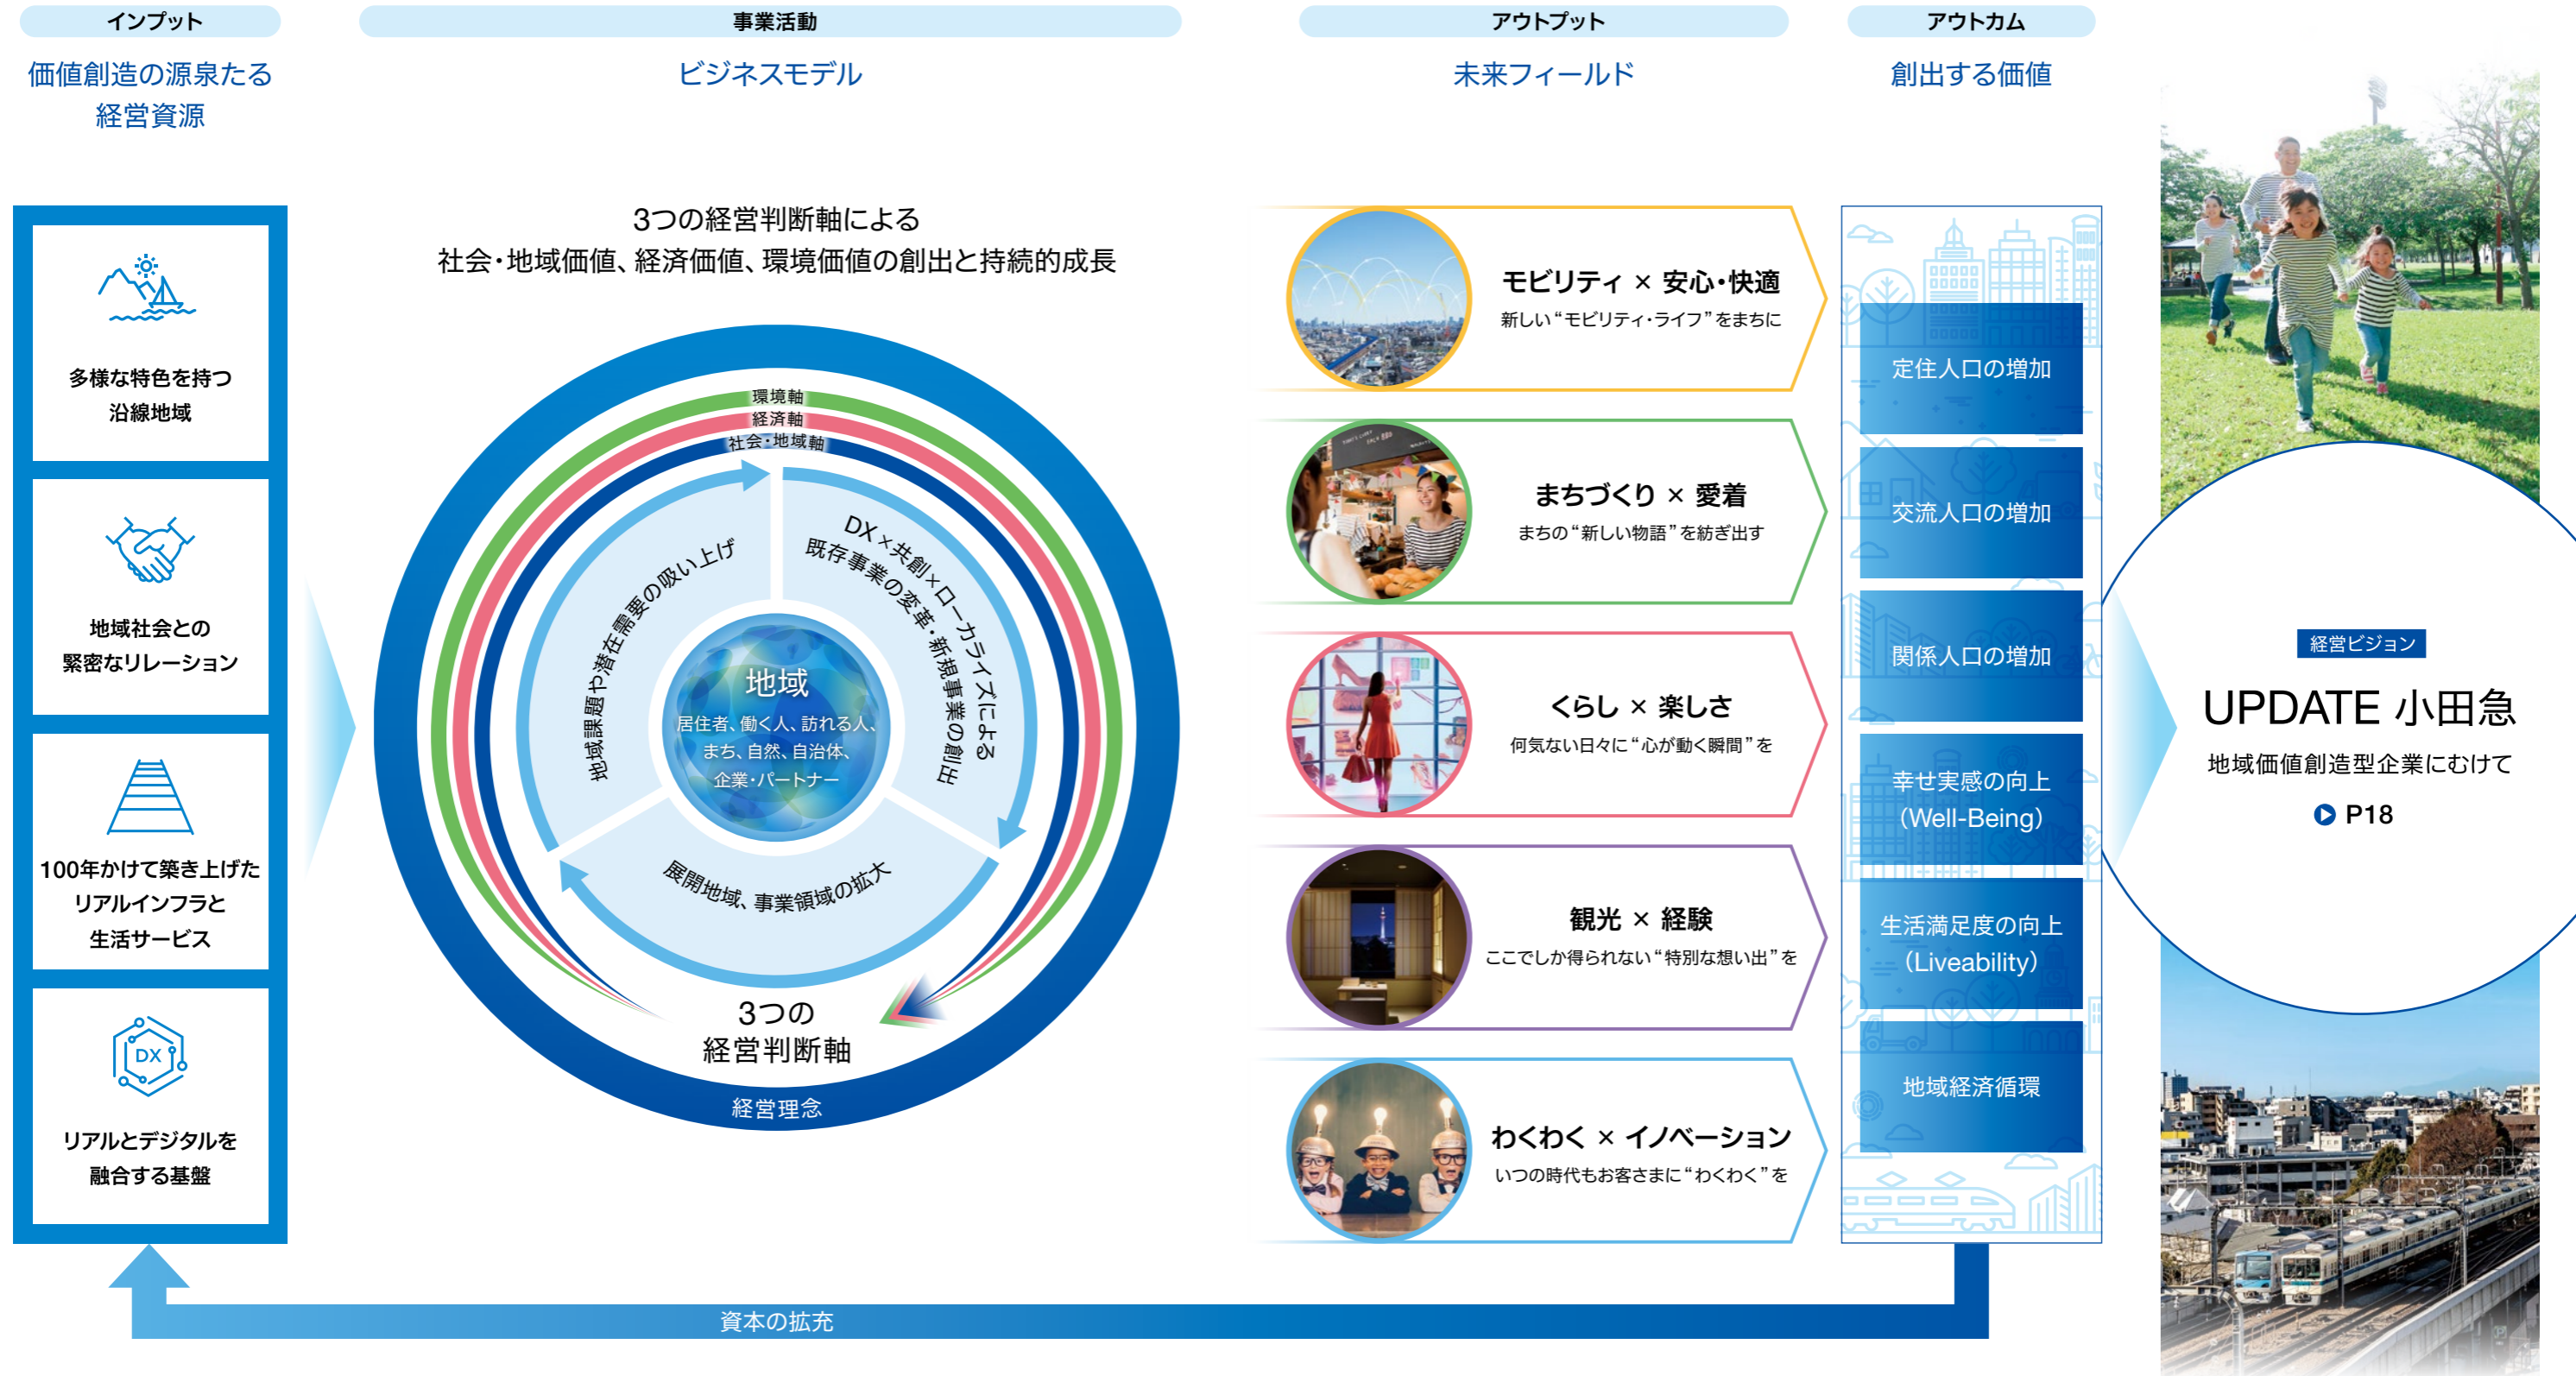 インプット
価値創造の源泉たる
経営資源
多様な特色を持つ
沿線地域
地域社会との
緊密なリレーション
100年かけて築き上げた
リアルインフラと
生活サービス
DX
リアルとデジタルを
融合する基盤
事業活動
ビジネスモデル
3つの経営判断軸による
社会・地域価値、経済価値、環境価値の創出と持続的成長
環境軸
経済軸
社会・地域軸
地域課題や潜在需要の吸い上げ
DX×共創×ローカライズによる
既存事業の変革・新規事業の創出
展開地域、事業領域の拡大
地域
居住者、働く人、訪れる人、
まち、自然、自治体、
企業・パートナー
3つの
経営判断軸
経営理念
アウトプット
未来フィールド
モビリティ × 安心・快適
新しい“モビリティ・ライフ”をまちに
まちづくり × 愛着
まちの“新しい物語”を紡ぎ出す
くらし × 楽しさ
何気ない日々に“心が動く瞬間”を
観光 × 経験
ここでしか得られない“特別な想い出”を
わくわく × イノベーション
いつの時代もお客さまに“わくわく”を
アウトカム
創出する価値
定住人口の増加
交流人口の増加
関係人口の増加
幸せ実感の向上
（Well-Being）
生活満足度の向上
（Liveability）
地域経済循環
経営ビジョン
UPDATE 小田急
地域価値創造型企業にむけて
P18
資本の拡充